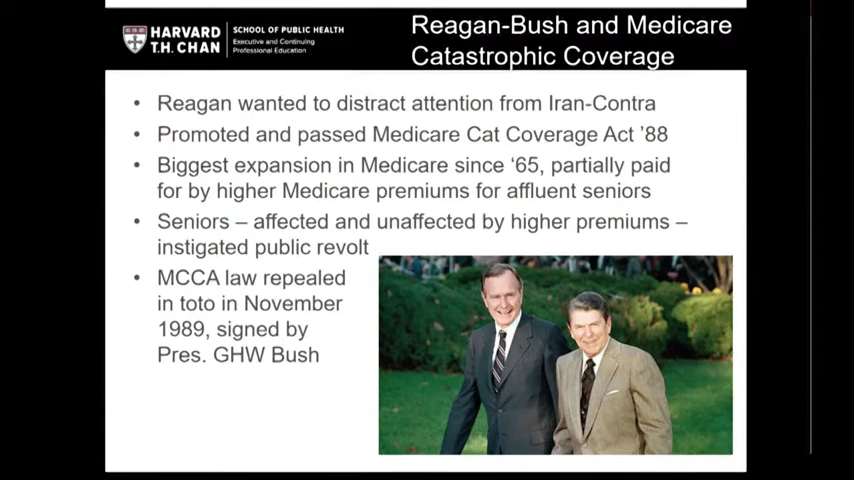 HARVARD
T.H. CHAN
SCHOOL OF PUBLIC HEALTH
Executive and Continuing
Professional Education
Reagan-Bush and Medicare
Catastrophic Coverage
• Reagan wanted to distract attention from Iran-Contra
• Promoted and passed Medicare Cat Coverage Act ’88
• Biggest expansion in Medicare since ‘65, partially paid
for by higher Medicare premiums for affluent seniors
• Seniors – affected and unaffected by higher premiums –
instigated public revolt
• MCCA law repealed
in toto in November
1989, signed by
Pres. GHW Bush